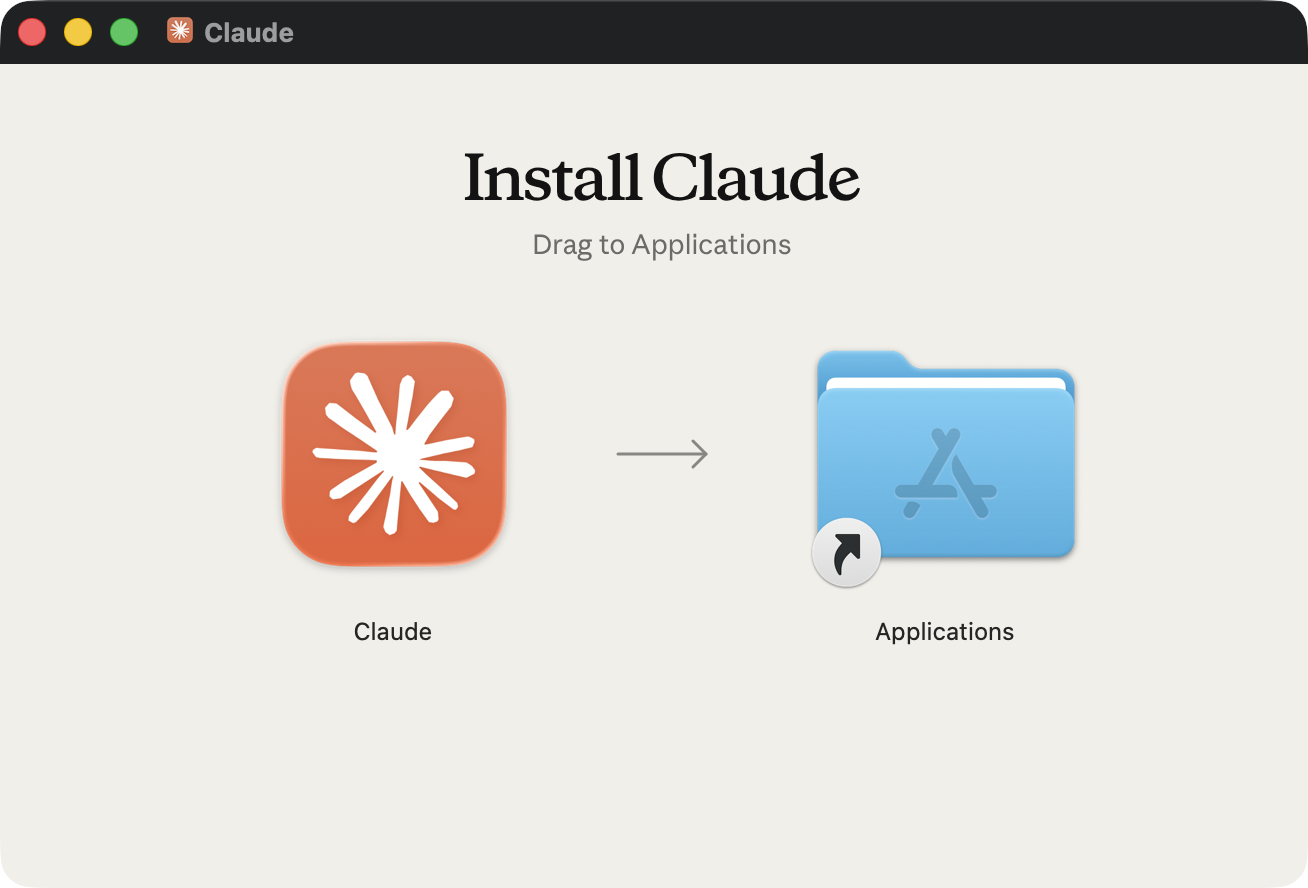 Claude
Install Claude
Drag to Applications
Claude
Applications